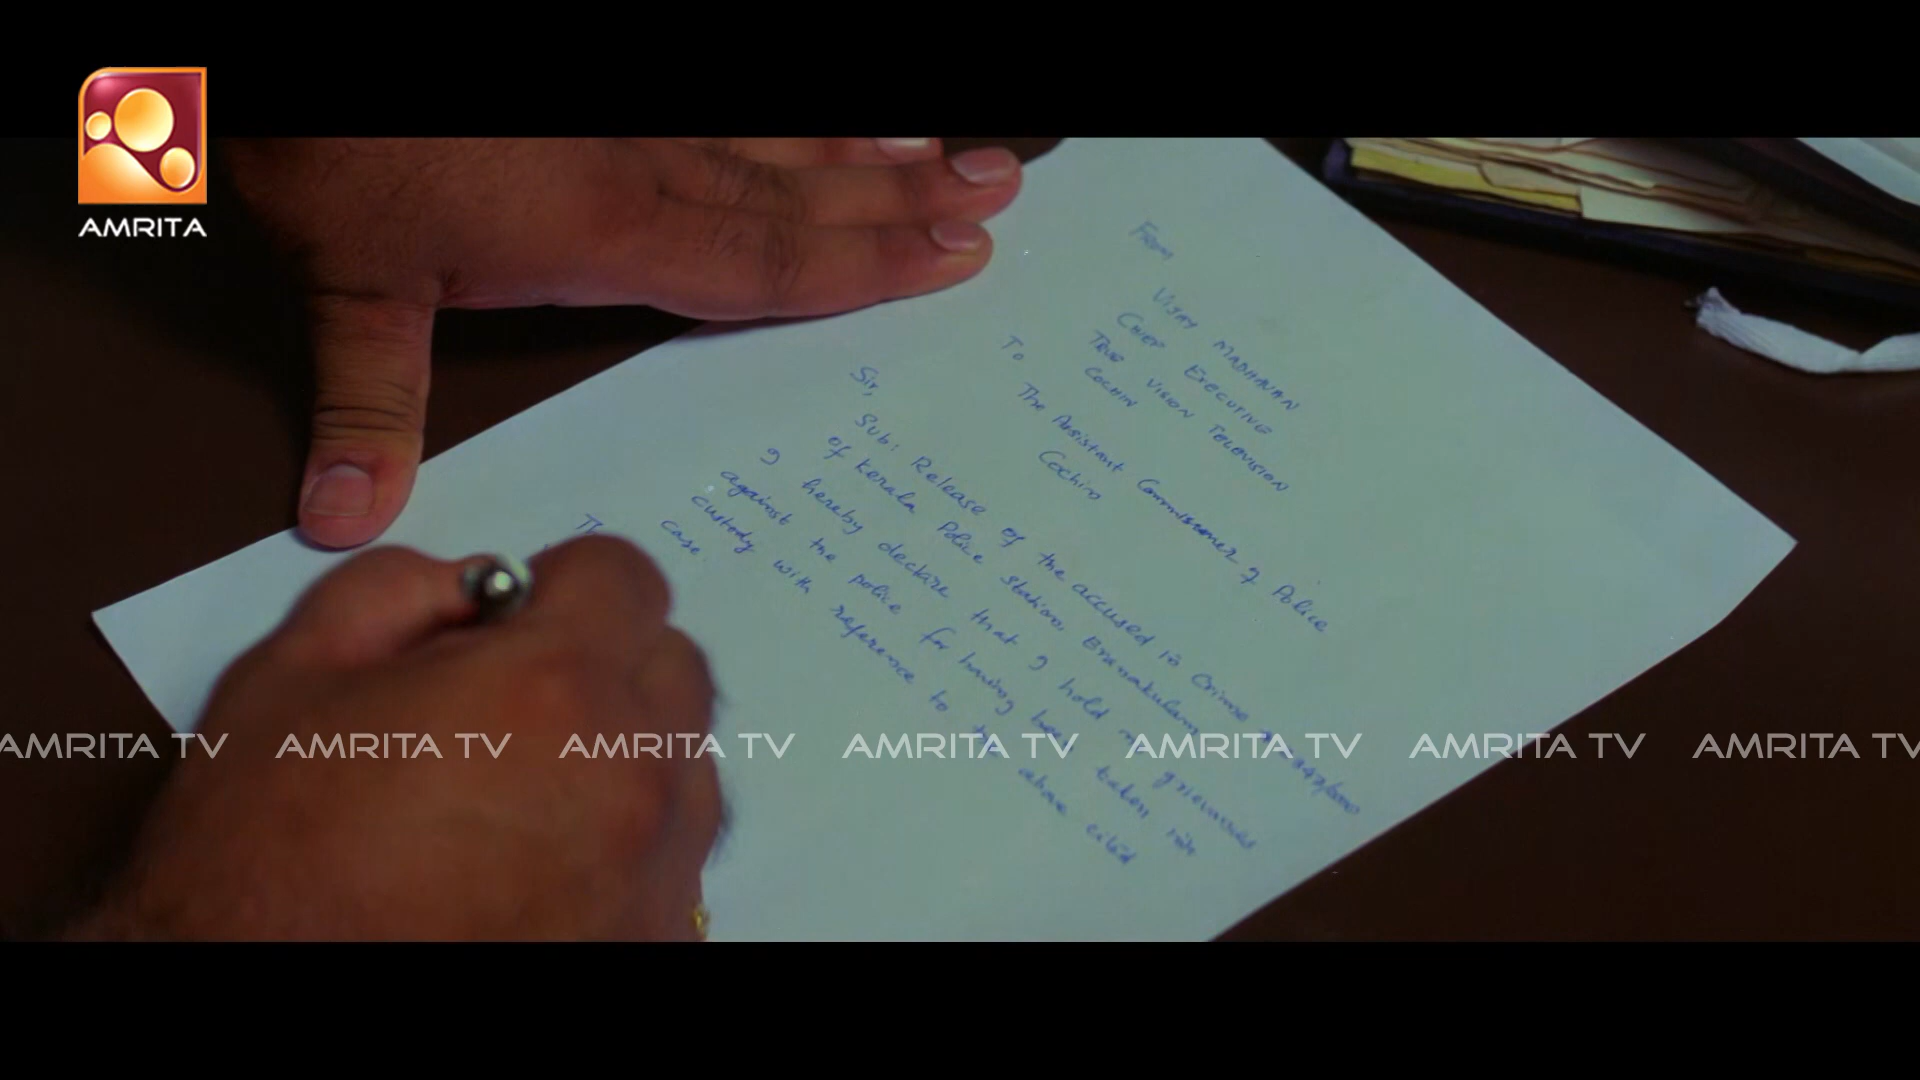 AMRITA
From
VIJAY MADHAVAN
CHIEF EXECUTIVE
TRUE VISION TELEVISION
COCHIN
To
The Assistant Commissioner of Police
Cochin
Sir,
Sub: Release of the accused in Crime
of Kerala Police Station, Ernakulam
I hereby declare that I hold no grievances
against the police for having been taken into
custody with reference to the above cited
case.
AMRITA TV AMRITA TV AMRITA TV AMRITA TV AMRITA TV AMRITA TV AMRITA TV